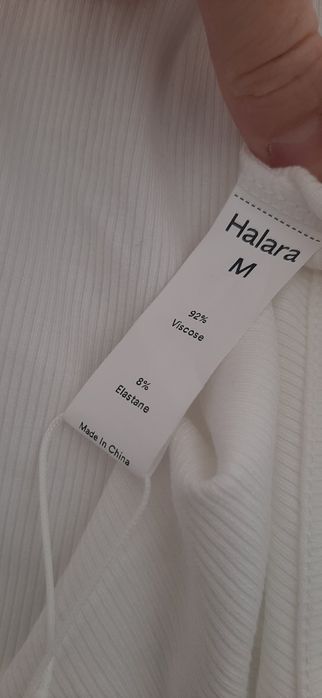 Halara
M
92%
Viscose
8%
Elastane
Made In China